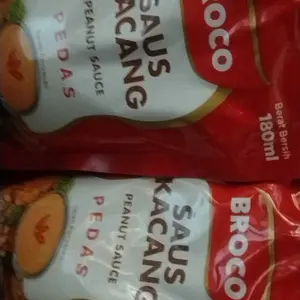 BROCO
SAUS
KACANG
PEANUT SAUCE
PEDAS
Berat Bersih
180ml
BROCO
SAUS
KACANG
PEANUT SAUCE
PEDAS